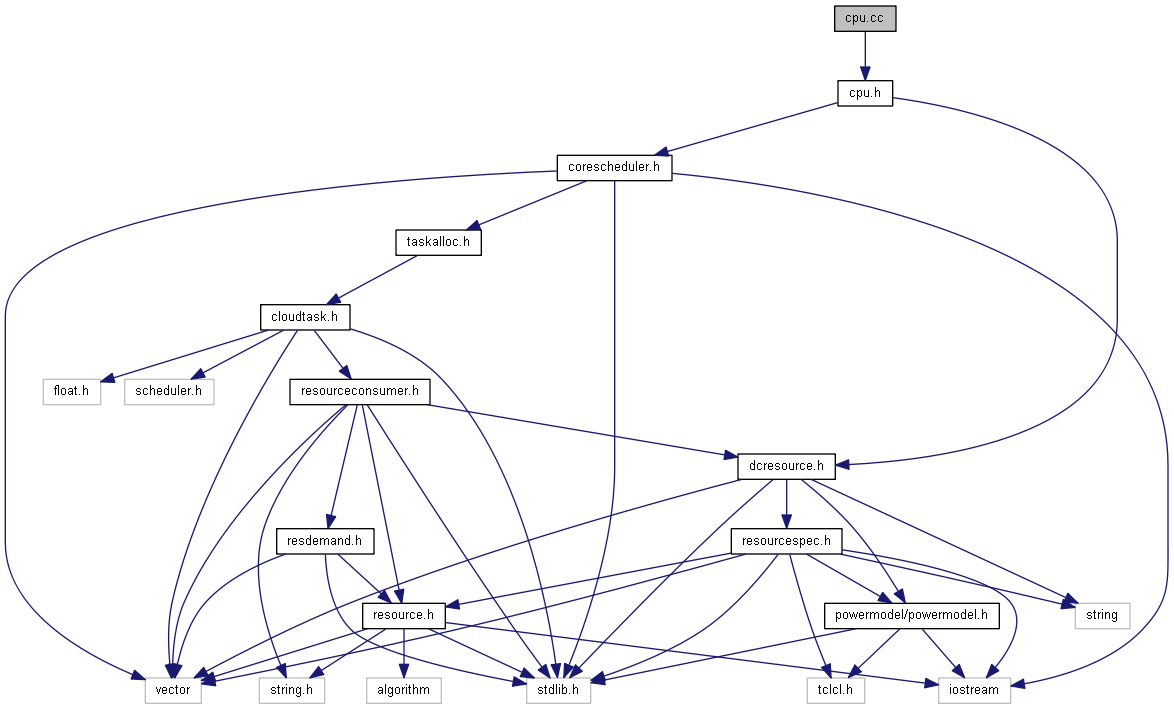 cpu.cc
cpu.h
corescheduler.h
taskalloc.h
cloudtask.h
float.h
scheduler.h
resourceconsumer.h
dcresource.h
resdemand.h
resourcespec.h
resource.h
powermodel/powermodel.h
string
vector
string.h
algorithm
stdlib.h
tclcl.h
iostream